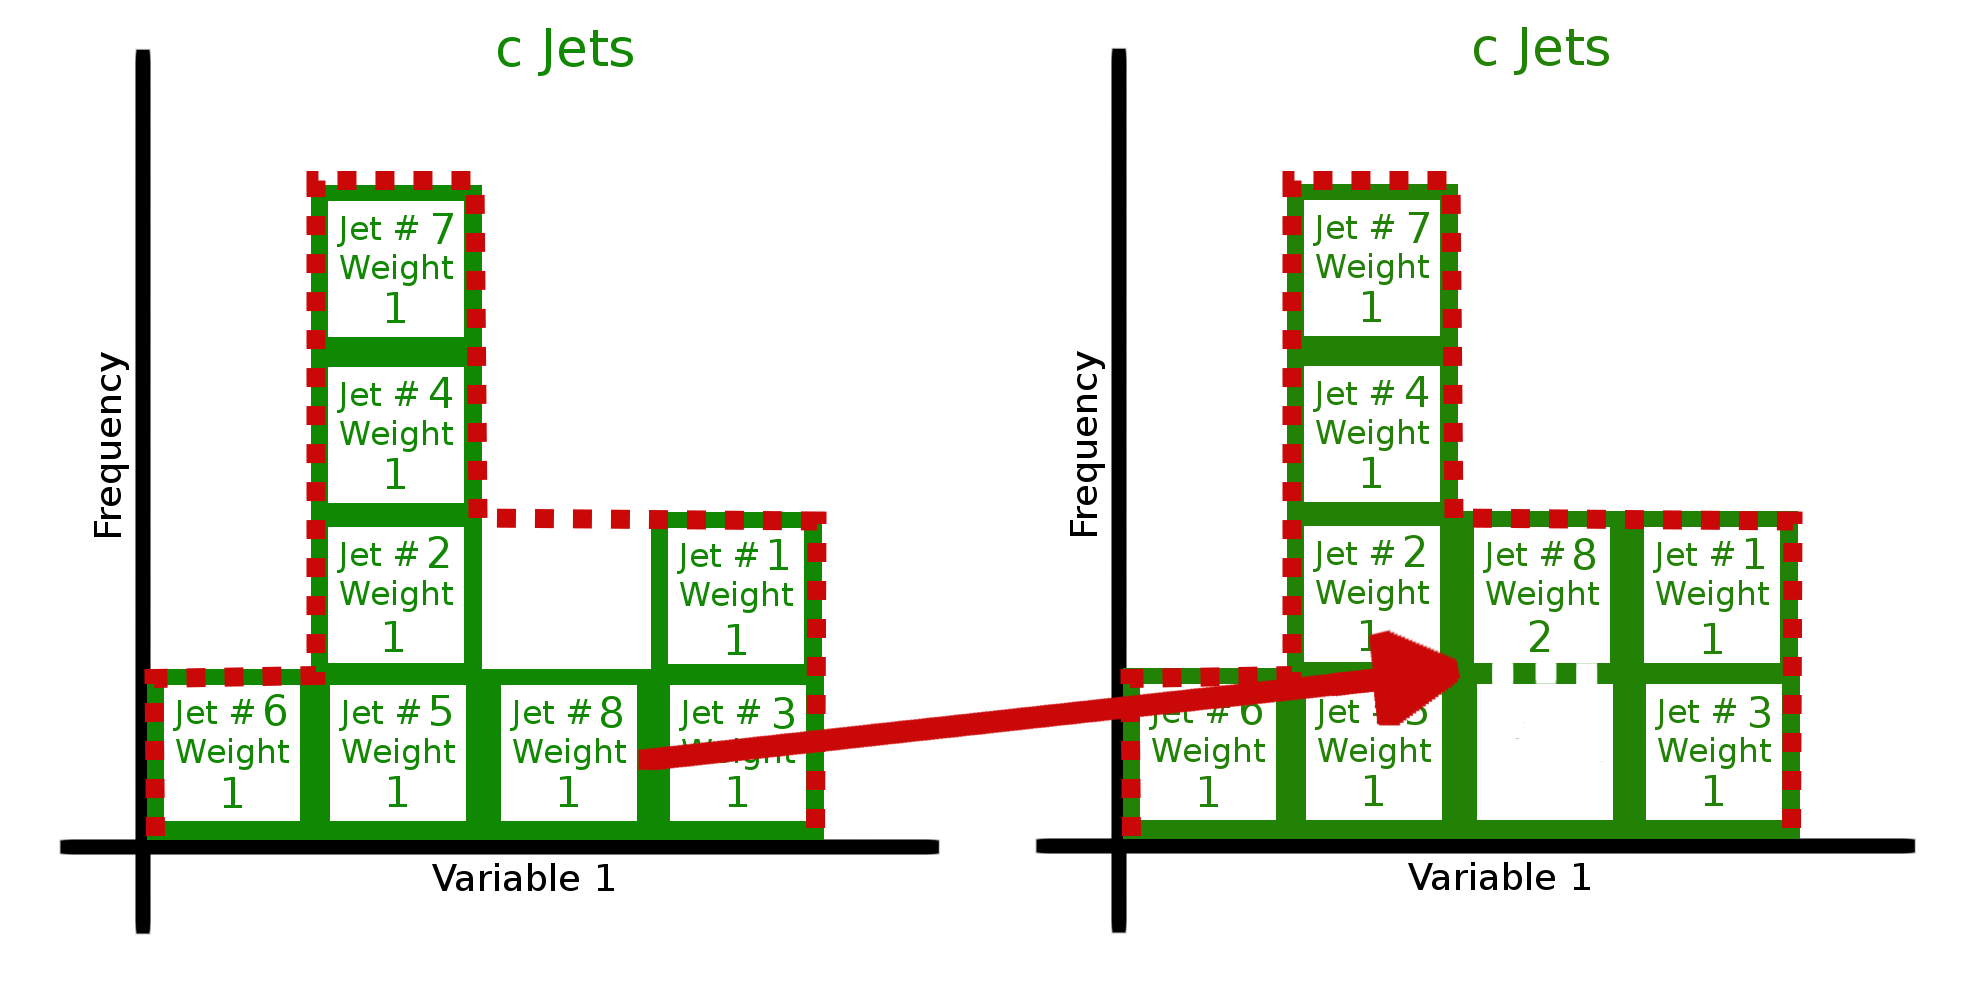 c Jets
Frequency
Jet # 7
Weight
1
Jet # 4
Weight
1
Jet # 2
Weight
1
Jet # 1
Weight
1
Jet # 6
Weight
1
Jet # 5
Weight
1
Jet # 8
Weight
1
Jet # 3
Weight
1
Variable 1
c Jets
Frequency
Jet # 7
Weight
1
Jet # 4
Weight
1
Jet # 2
Weight
1
Jet # 8
Weight
2
Jet # 1
Weight
1
Jet # 6
Weight
1
Jet # 5
Weight
1
Jet # 3
Weight
1
Variable 1